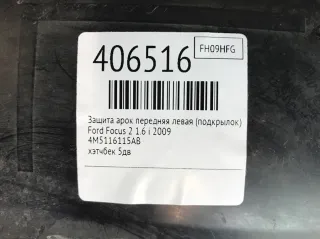 406516
FH09HFG
Защита арок передняя левая (подкрылок)
Ford Focus 2 1.6 i 2009
4M5116115AB
хэтчбек 5дв